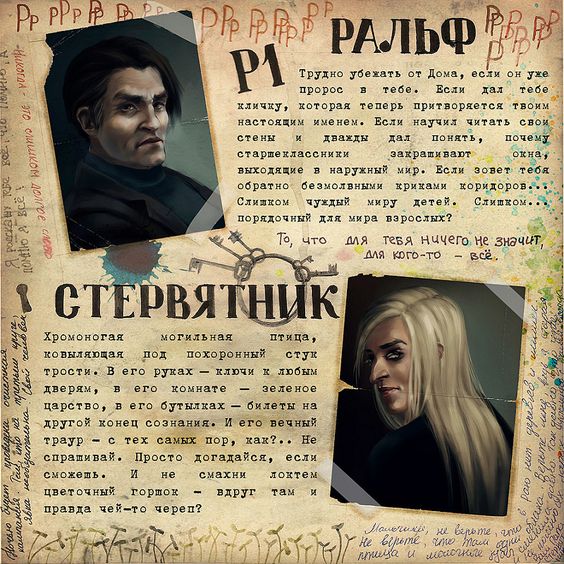 РАЛЬФ
Р1
Трудно убежать от Дома, если он уже
пророс в тебе. Если дал тебе
кличку, которая теперь притворяется твоим
настоящим именем. Если научил читать свои
стены и дважды дал понять, почему
старшеклассники закрашивают окна,
выходящие в наружный мир. Если зовет тебя
обратно безмолвными криками коридоров...
Слишком чуждый миру детей. Слишком...
порядочный для мира взрослых?
То, что для тебя ничего не значит,
для кого-то – всё.
СТЕРВЯТНИК
Хромоногая могильная птица,
ковыляющая под похоронный стук
трости. В его руках – ключи к любым
дверям, в его комнате – зеленое
царство, в его бутылках – билеты на
другой конец сознания. И его вечный
траур – с тех самых пор, как?.. Не
спрашивай. Просто догадайся, если
сможешь. И не смахни локтем
цветочный горшок – вдруг там и
правда чей-то череп?
Мальчики, не верьте, что
Не верьте, что там
птица и молочные